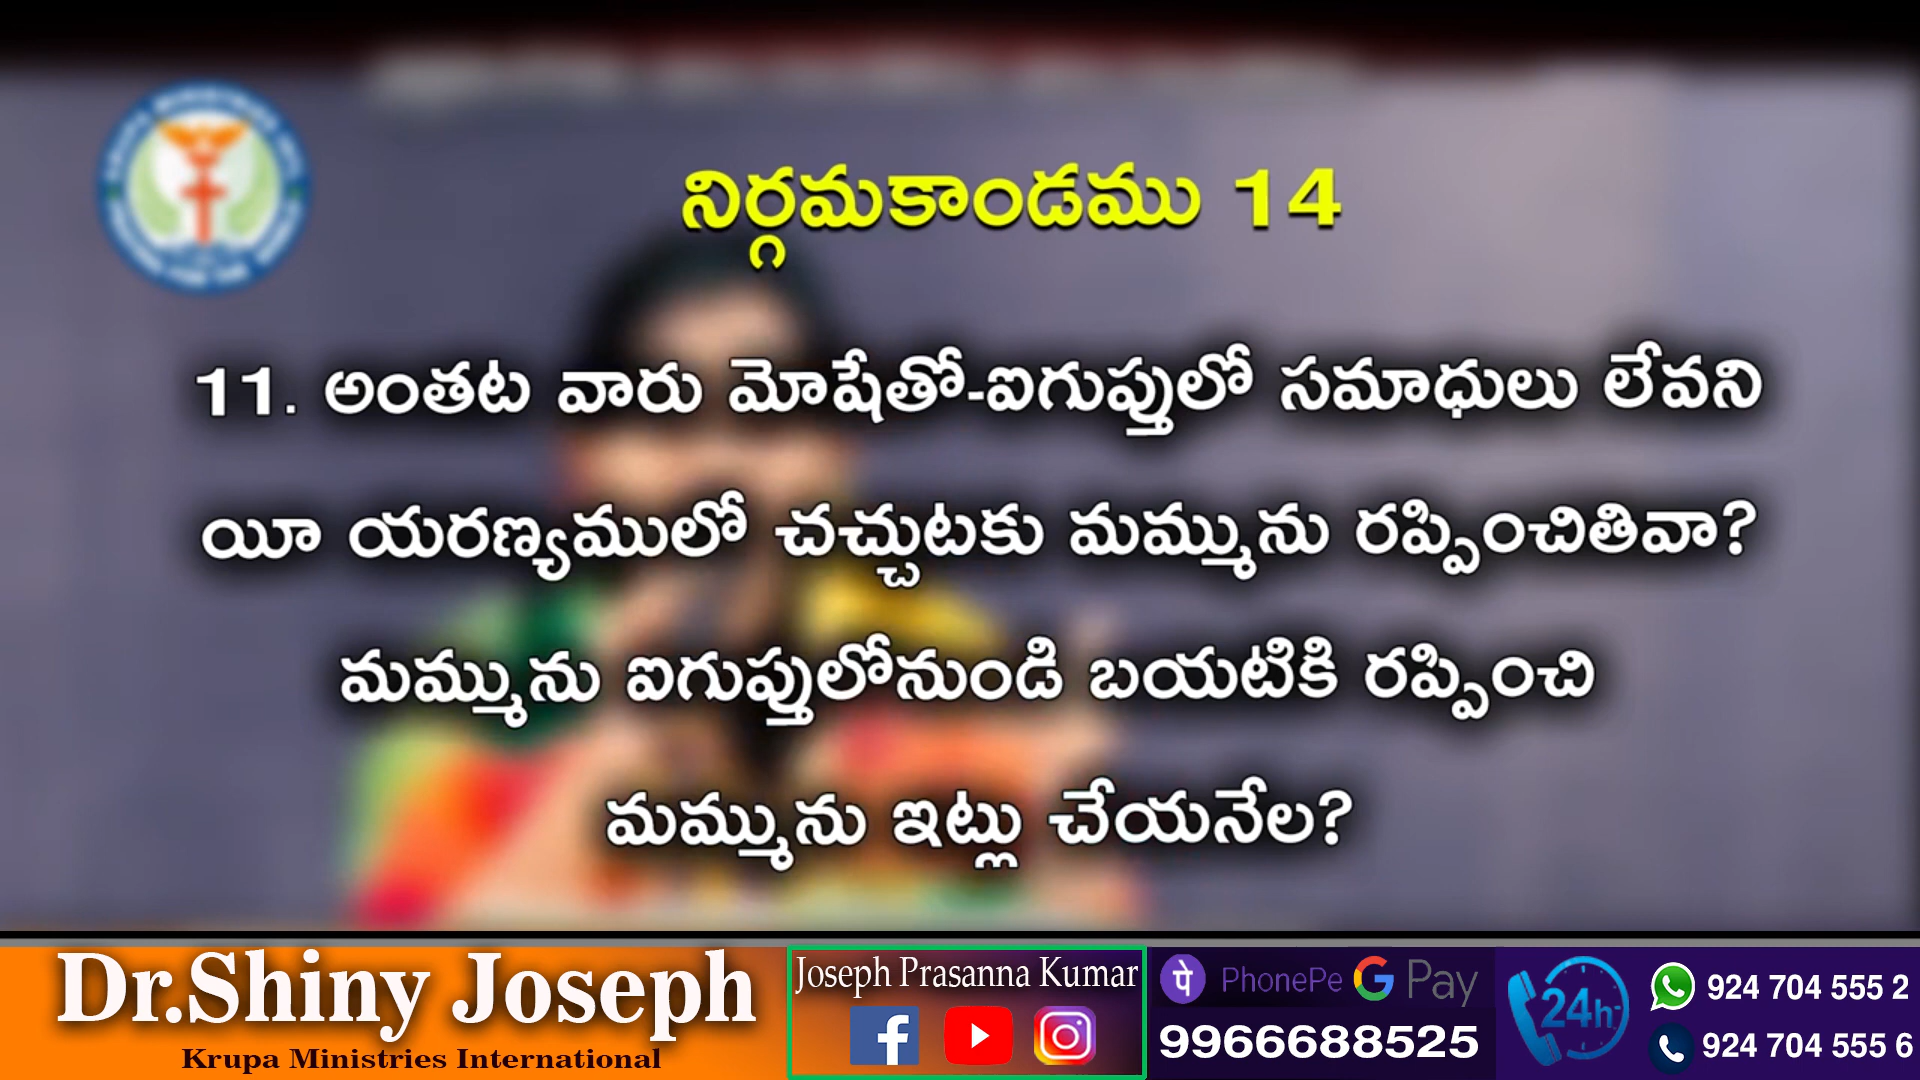 నిర్గమకాండము 14
11. అంతట వారు మోషేతో-ఐగుప్తులో సమాధులు లేవని
యీ యరణ్యములో చచ్చుటకు మమ్మును రప్పించితివా?
మమ్మును ఐగుప్తులోనుండి బయటికి రప్పించి
మమ్మును ఇట్లు చేయనేల?
Dr.Shiny Joseph
Krupa Ministries International
Joseph Prasanna Kumar
PhonePe G Pay
9966688525
24h
924 704 555 2
924 704 555 6